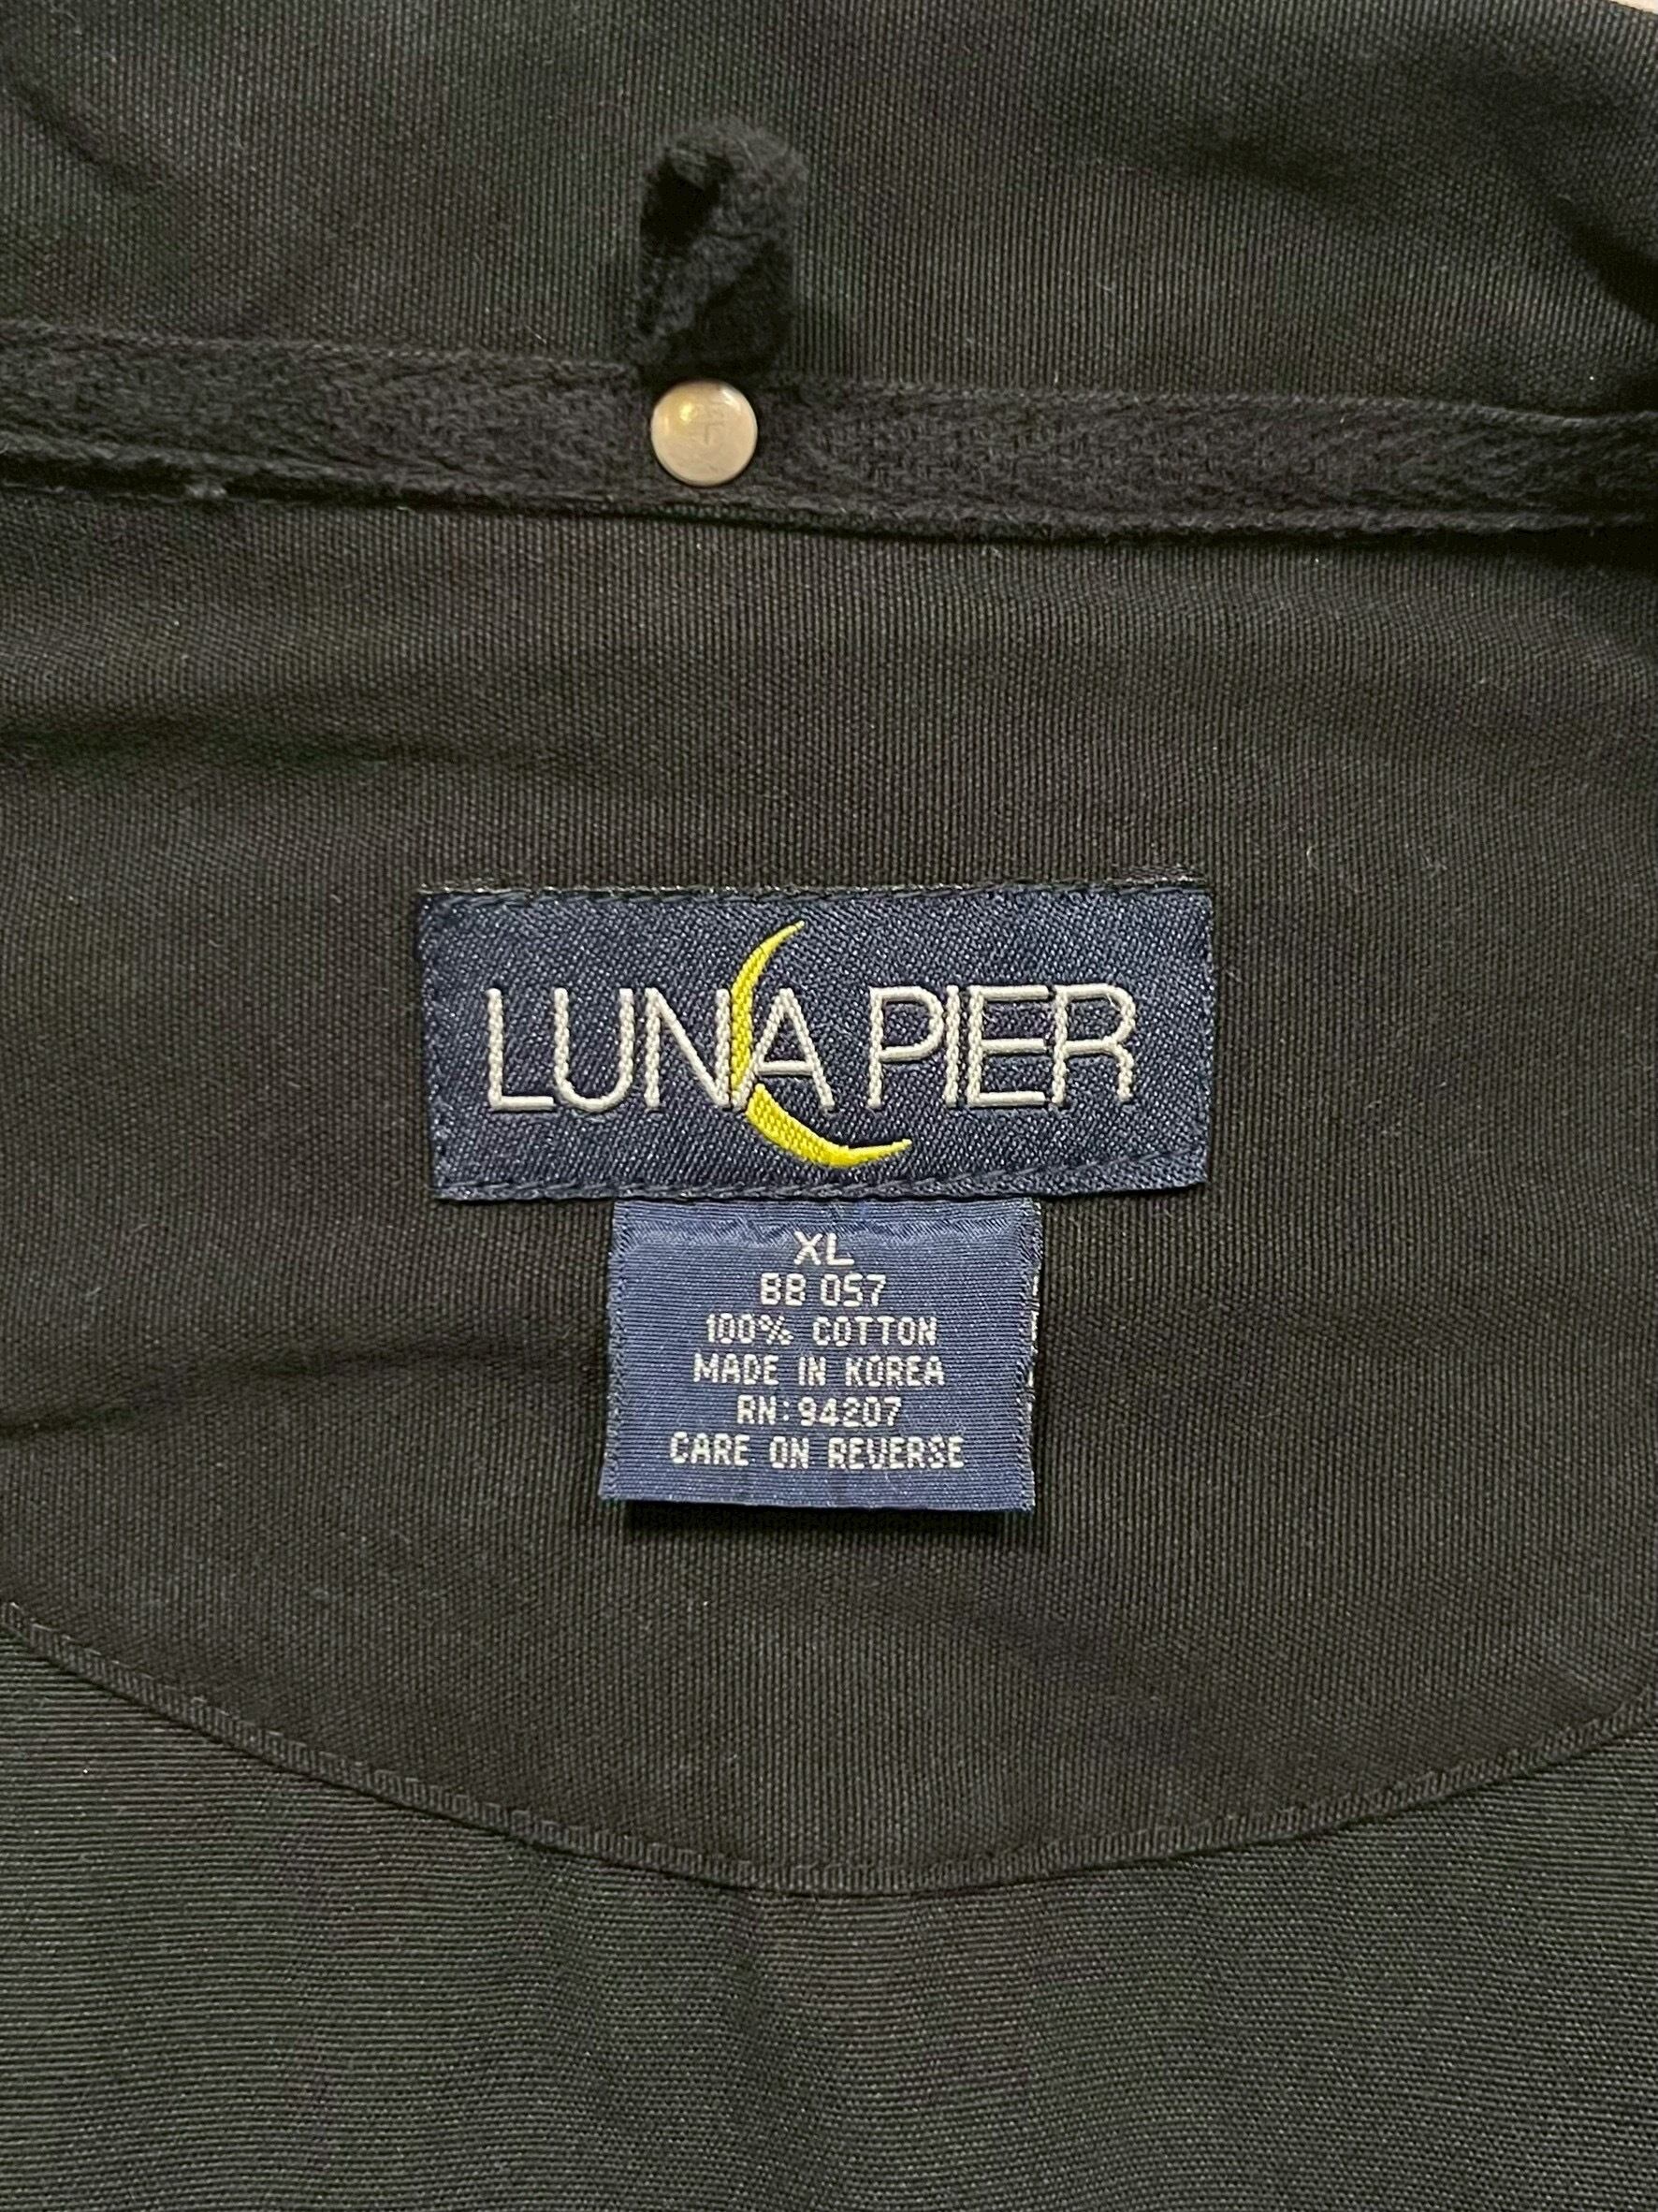 LUNA PIER
XL
BB 057
100% COTTON
MADE IN KOREA
RN:94207
CARE ON REVERSE